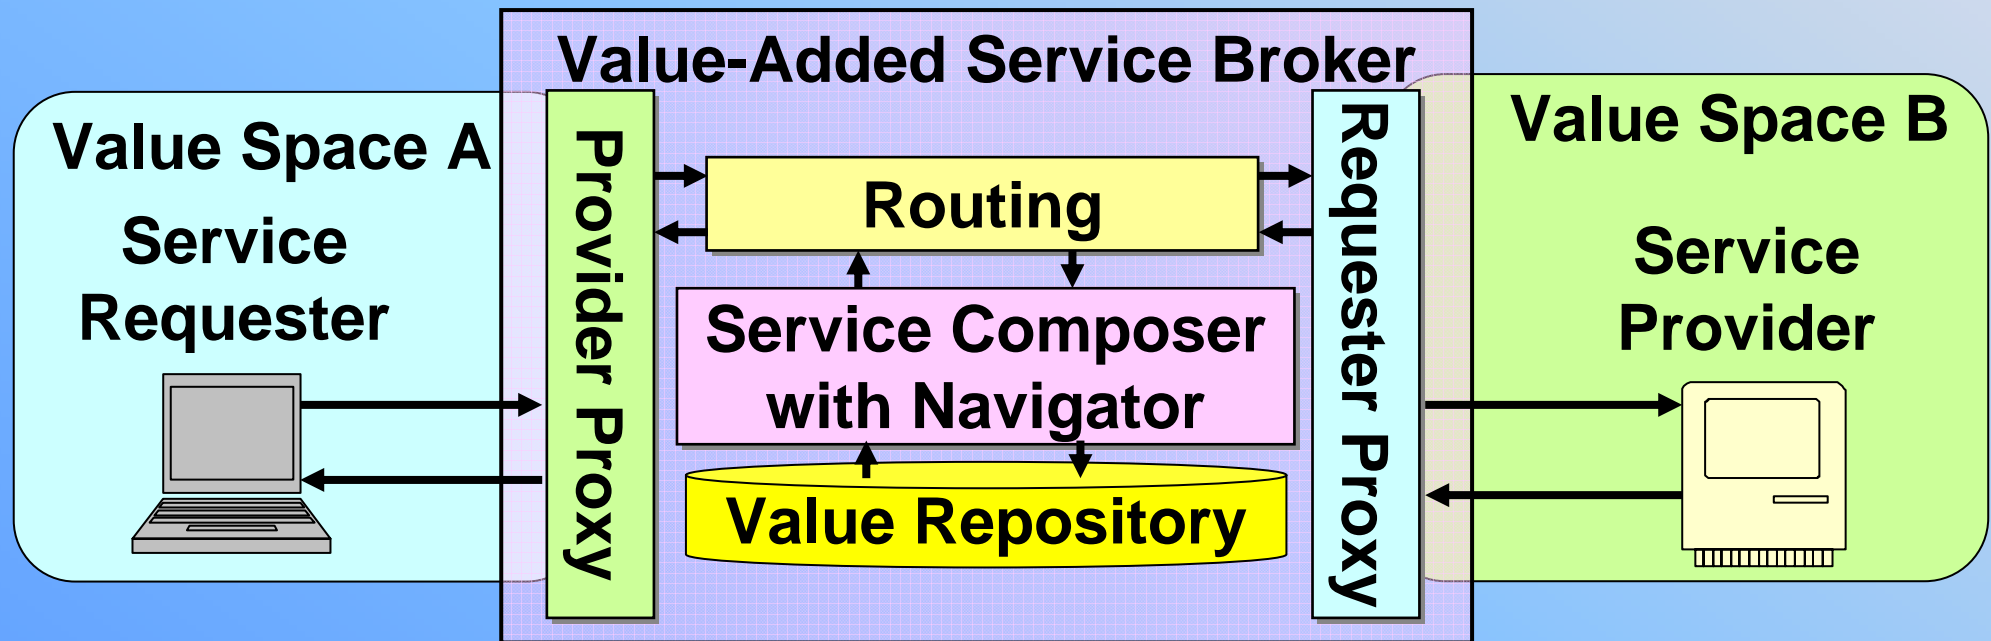 Value-Added Service Broker
Value Space A
Service
Requester
Provider Proxy
Routing
Service Composer
with Navigator
Value Repository
Requester Proxy
Value Space B
Service
Provider